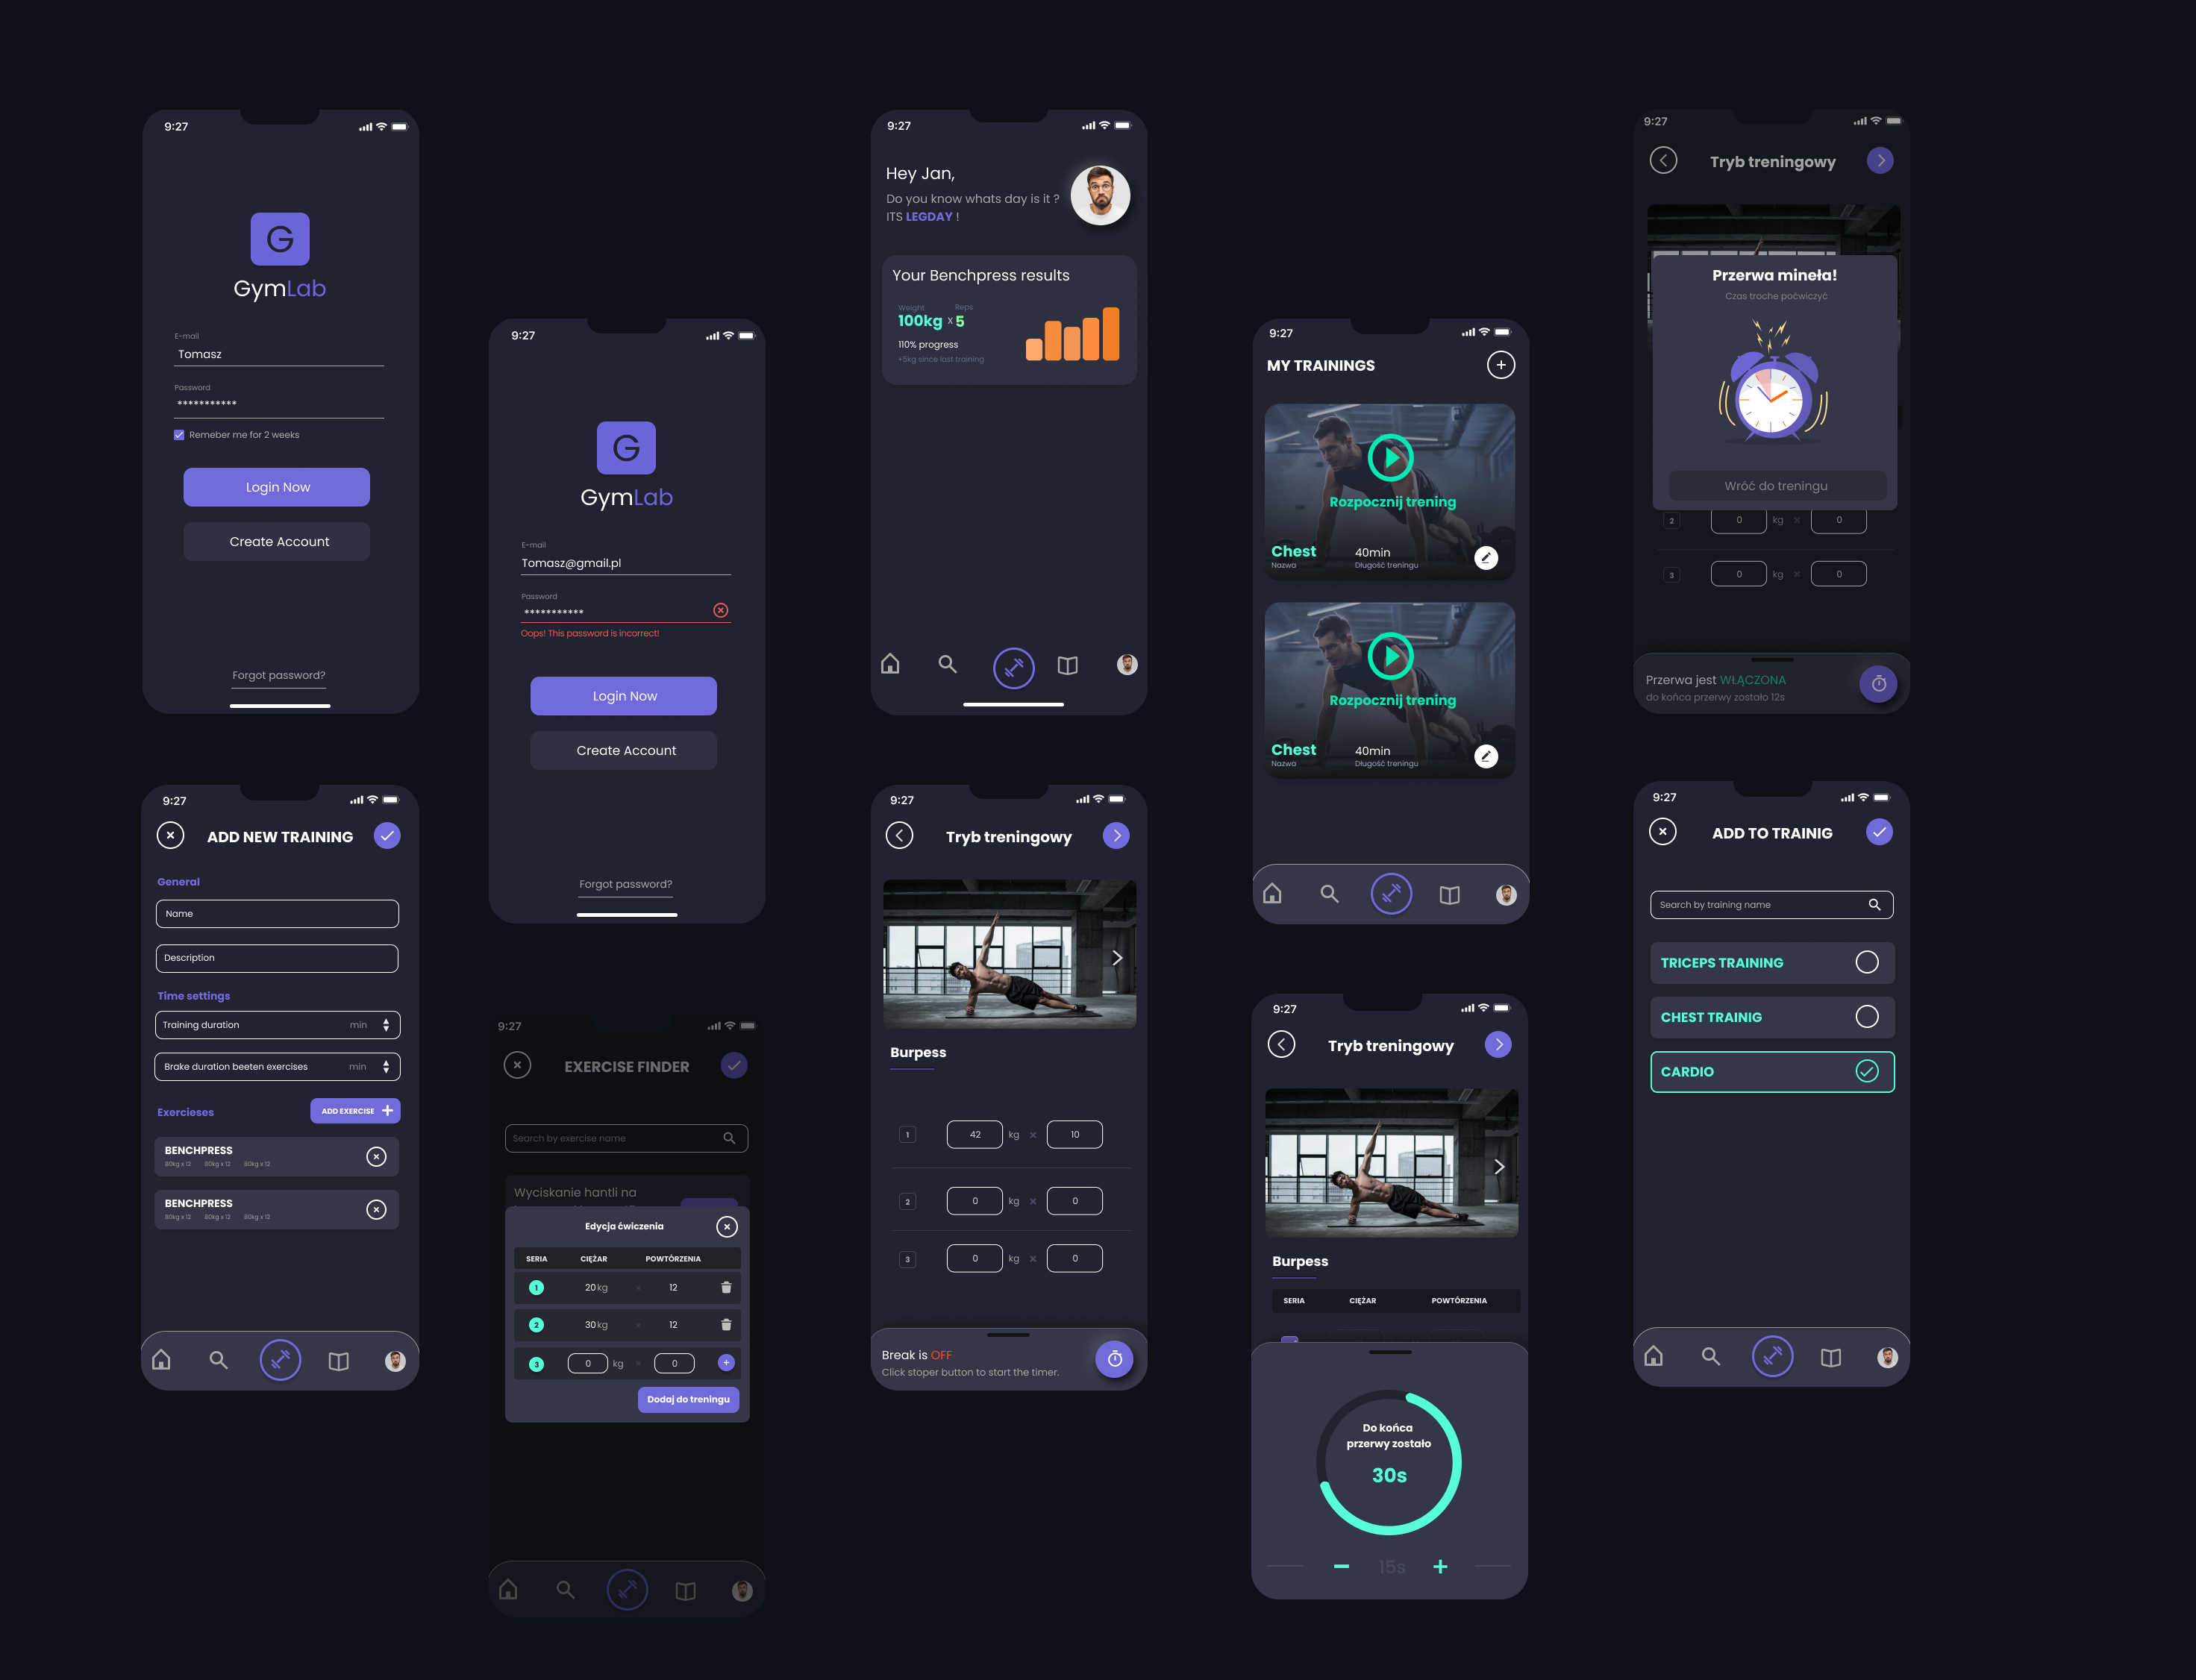 9:27
G
GymLab
E-mail
Tomasz
Password
***********
Remeber me for 2 weeks
Login Now
Create Account
Forgot password?
9:27
G
GymLab
E-mail
Tomasz@gmail.pl
Password
***********
Oops! This password is incorrect!
Login Now
Create Account
Forgot password?
9:27
Hey Jan,
Do you know whats day is it ?
ITS LEGDAY !
Your Benchpress results
Weight Reps
100kg x 5
110% progress
+5kg since last training
9:27
MY TRAININGS
Rozpocznij trening
Chest 40min
Nazwa Długość treningu
Rozpocznij trening
Chest 40min
Nazwa Długość treningu
9:27
Tryb treningowy
Przerwa mineła!
Czas troche poćwiczyć
Wróć do treningu
2 0 kg × 0
3 0 kg × 0
Przerwa jest WŁĄCZONA
do końca przerwy zostało 12s
9:27
ADD NEW TRAINING
General
Name
Description
Time settings
Training duration min
Brake duration beeten exercises min
Exercieses ADD EXERCISE +
BENCHPRESS
80kg x 12 80kg x 12 80kg x 12
BENCHPRESS
80kg x 12 80kg x 12 80kg x 12
9:27
EXERCISE FINDER
Search by exercise name
Wyciskanie hantli na
Edycja ćwiczenia
SERIA CIĘŻAR POWTÓRZENIA
1 20kg × 12
2 30kg × 12
3 0 kg × 0 +
Dodaj do treningu
9:27
Tryb treningowy
Burpess
1 42 kg × 10
2 0 kg × 0
3 0 kg × 0
Break is OFF
Click stoper button to start the timer.
9:27
Tryb treningowy
Burpess
SERIA CIĘŻAR POWTÓRZENIA
Do końca
przerwy zostało
30s
− 15s +
9:27
ADD TO TRAINIG
Search by training name
TRICEPS TRAINING
CHEST TRAINIG
CARDIO